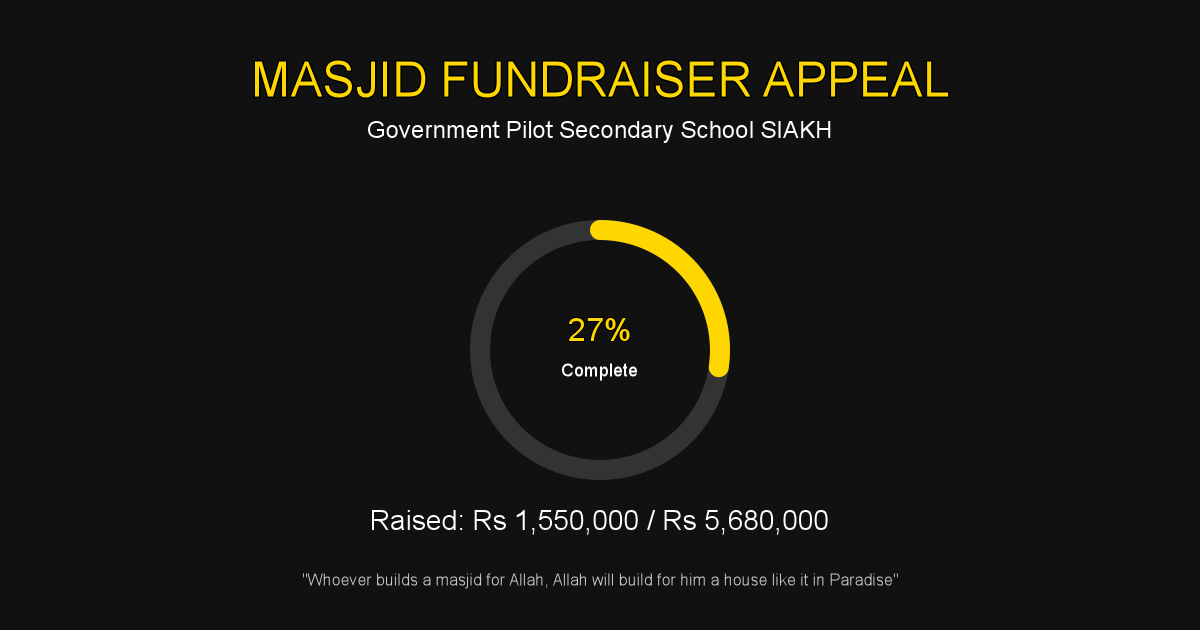 MASJID FUNDRAISER APPEAL
Government Pilot Secondary School SIAKH
27%
Complete
Raised: Rs 1,550,000 / Rs 5,680,000
"Whoever builds a masjid for Allah, Allah will build for him a house like it in Paradise"